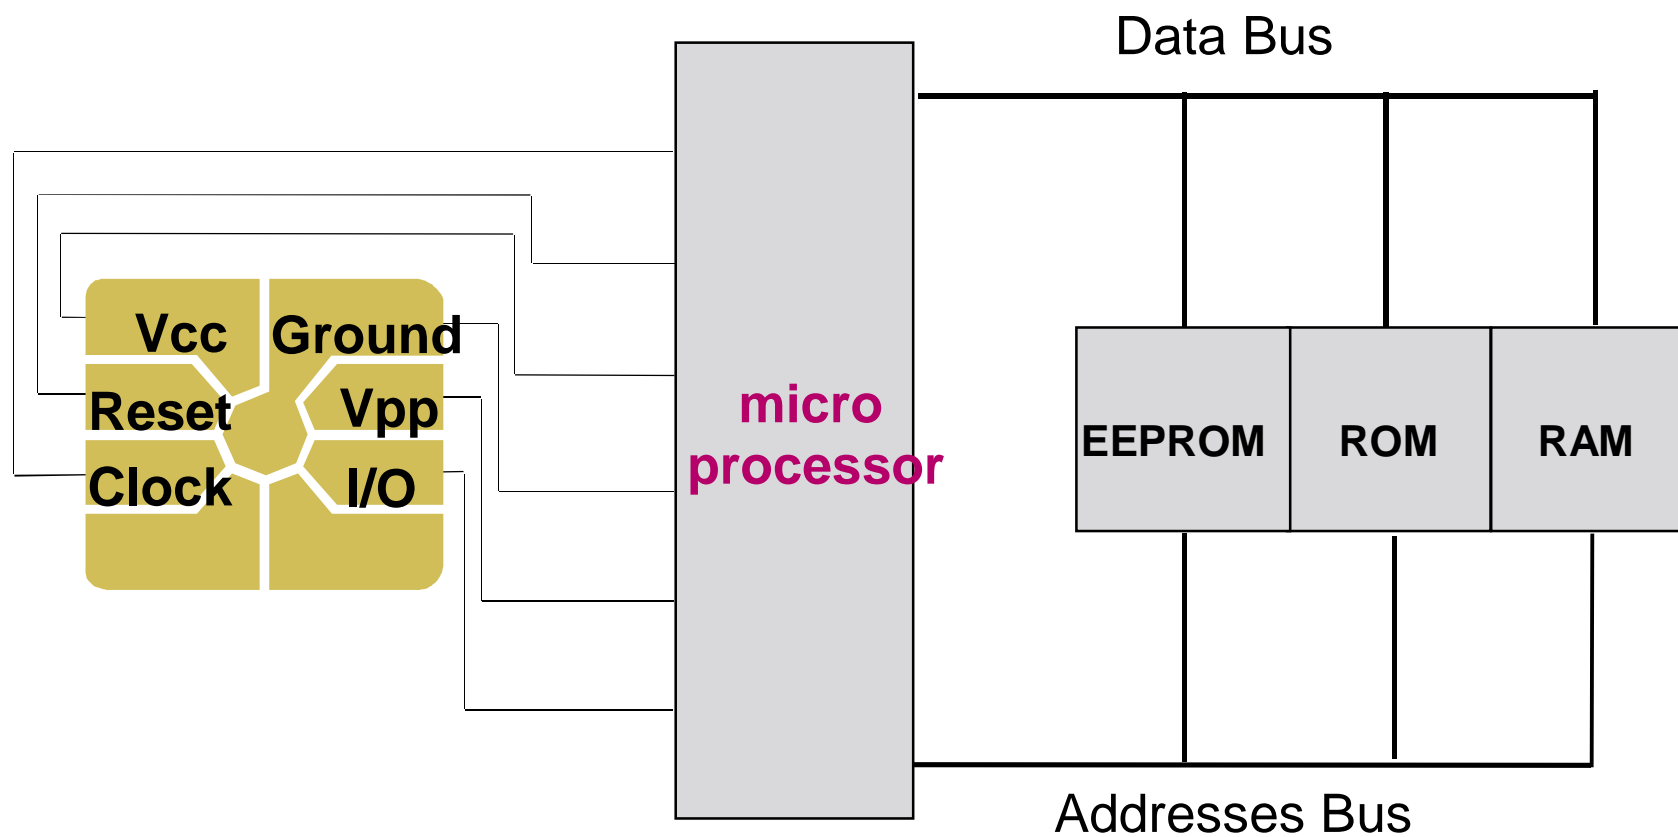 Data Bus
Vcc
Ground
Reset
Vpp
Clock
I/O
micro
processor
EEPROM
ROM
RAM
Addresses Bus